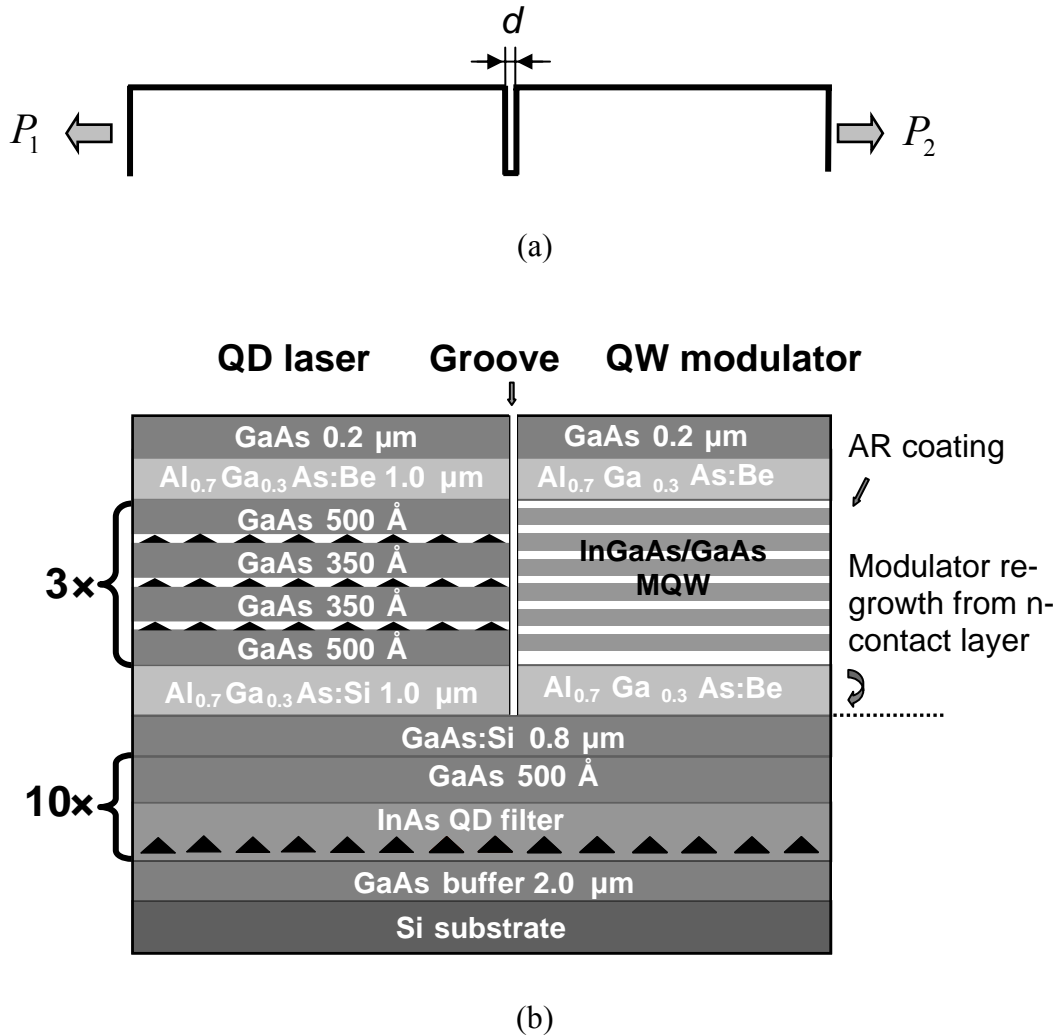 d
P1
P2
(a)
QD laser Groove QW modulator
GaAs 0.2 µm
GaAs 0.2 µm
AR coating
Al0.7Ga0.3As:Be 1.0 µm
Al0.7 Ga 0.3 As:Be
GaAs 500 Å
3×
GaAs 350 Å
GaAs 350 Å
GaAs 500 Å
InGaAs/GaAs
MQW
Modulator re-
growth from n-
contact layer
Al0.7Ga0.3As:Si 1.0 µm
Al0.7 Ga 0.3 As:Be
GaAs:Si 0.8 µm
GaAs 500 Å
10×
InAs QD filter
GaAs buffer 2.0 µm
Si substrate
(b)